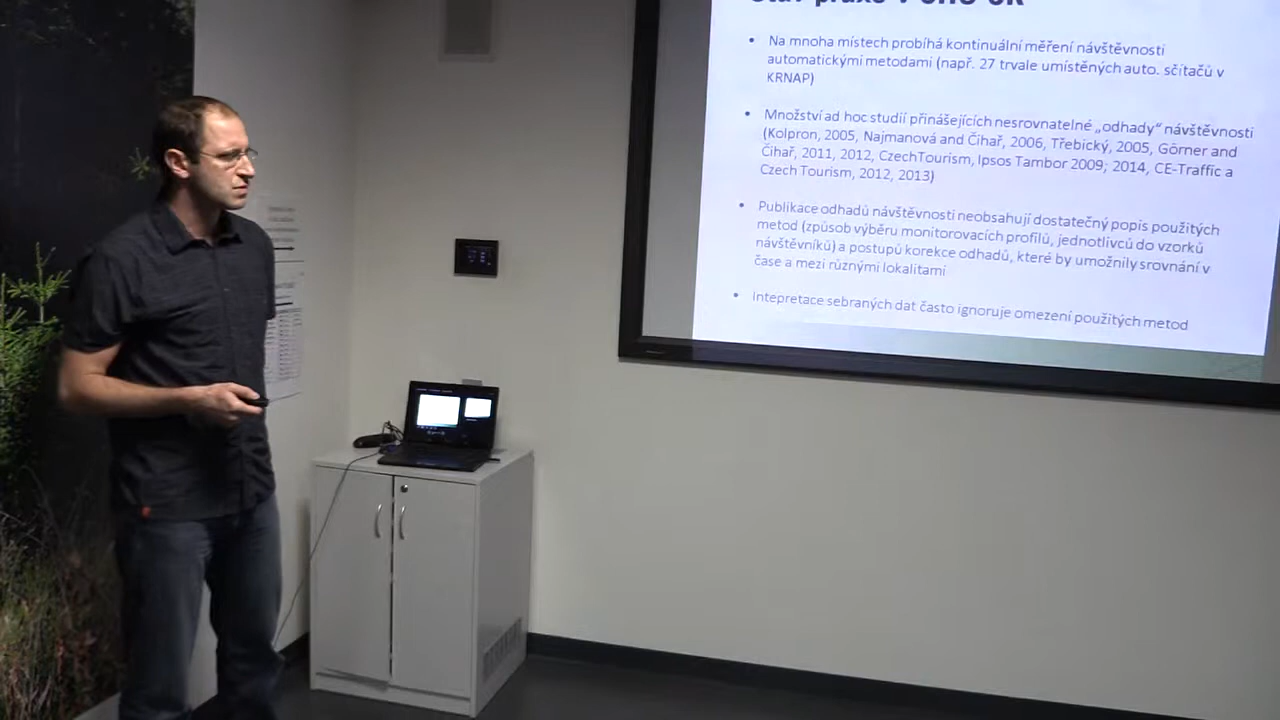 • Na mnoha místech probíhá kontinuální měření návštěvnosti
automatickými metodami (např. 27 trvale umístěných auto. sčítačů v
KRNAP)
• Množství ad hoc studií přinášejících nesrovnatelné „odhady“ návštěvnosti
(Kolpron, 2005, Najmanová and Čihař, 2006, Třebický, 2005, Görner and
Čihař, 2011, 2012, CzechTourism, Ipsos Tambor 2009; 2014, CE-Traffic a
Czech Tourism, 2012, 2013)
• Publikace odhadů návštěvnosti neobsahují dostatečný popis použitých
metod (způsob výběru monitorovacích profilů, jednotlivců do vzorků
návštěvníků) a postupů korekce odhadů, které by umožnily srovnání v
čase a mezi různými lokalitami
• Intepretace sebraných dat často ignoruje omezení použitých metod